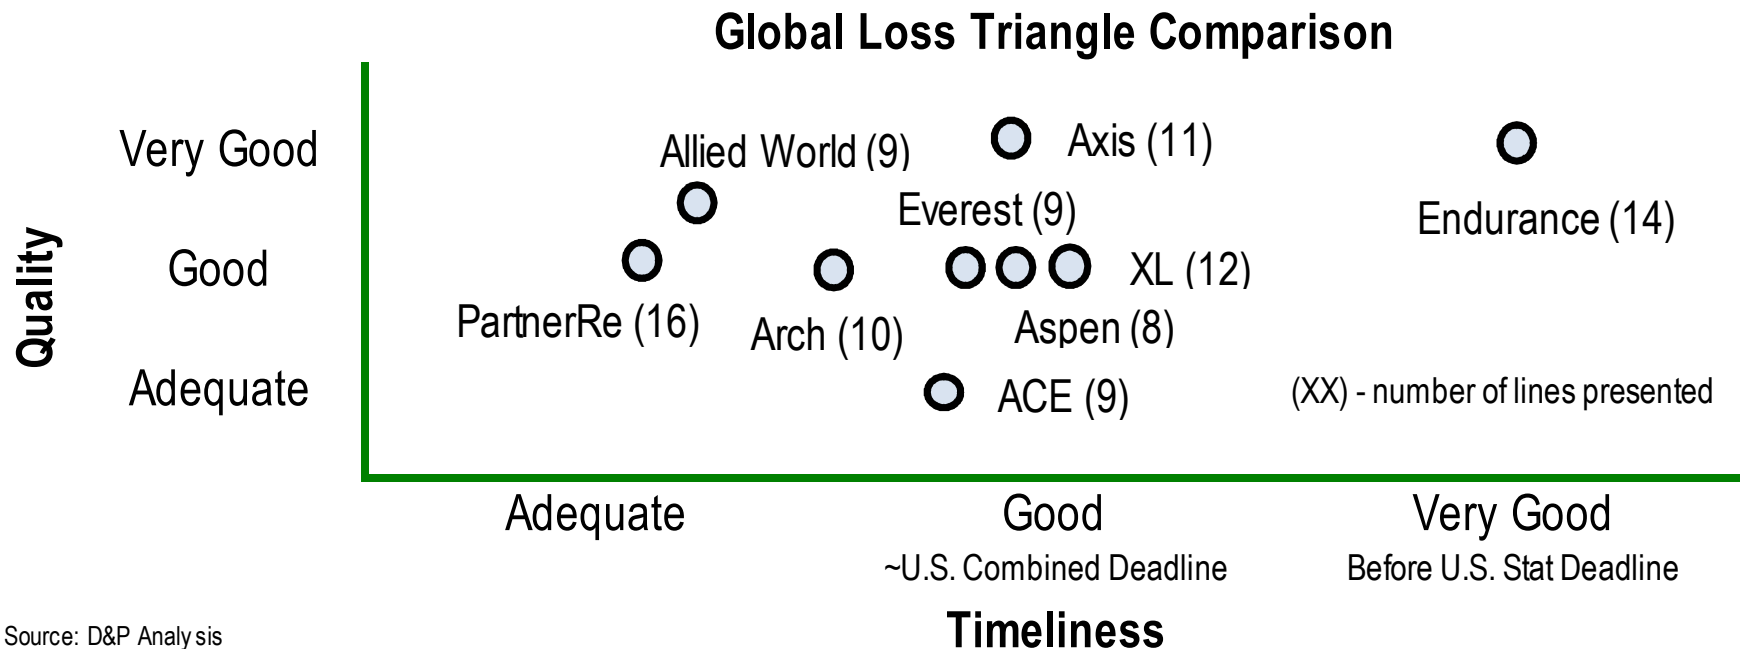 Global Loss Triangle Comparison
Very Good
Allied World (9)
Axis (11)
Everest (9)
Endurance (14)
Quality
Good
XL (12)
PartnerRe (16)
Arch (10)
Aspen (8)
Adequate
ACE (9)
(XX) - number of lines presented
Adequate
Good
Very Good
~U.S. Combined Deadline
Before U.S. Stat Deadline
Timeliness
Source: D&P Analysis